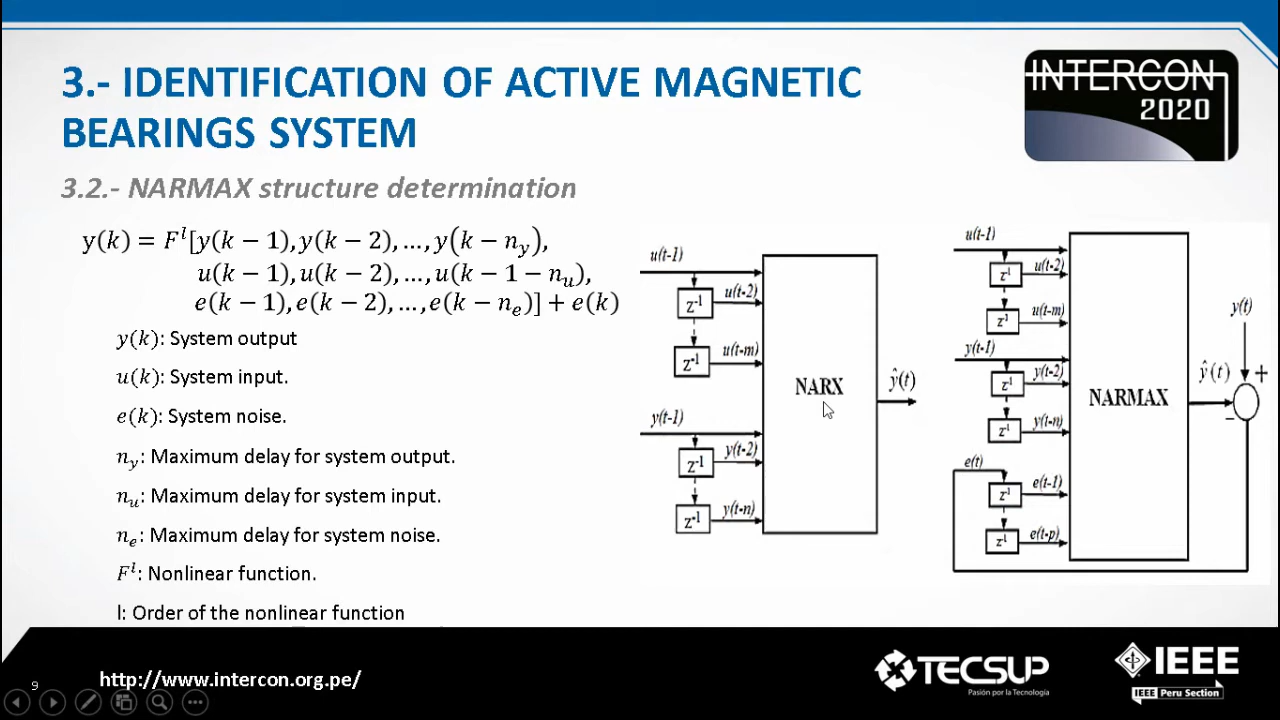 3.- IDENTIFICATION OF ACTIVE MAGNETIC
BEARINGS SYSTEM
INTERCON
2020
3.2.- NARMAX structure determination
y(k) = F^l[y(k − 1), y(k − 2), …, y(k − n_y),
u(k − 1), u(k − 2), …, u(k − 1 − n_u),
e(k − 1), e(k − 2), …, e(k − n_e)] + e(k)
y(k): System output
u(k): System input.
e(k): System noise.
n_y: Maximum delay for system output.
n_u: Maximum delay for system input.
n_e: Maximum delay for system noise.
F^l: Nonlinear function.
l: Order of the nonlinear function
u(t-1)
z^-1
u(t-2)
z^-1
u(t-m)
NARX
ŷ(t)
y(t-1)
z^-1
y(t-2)
z^-1
y(t-n)
u(t-1)
z^-1
u(t-2)
z^-1
u(t-m)
y(t-1)
z^-1
y(t-2)
z^-1
y(t-n)
e(t)
z^-1
e(t-1)
z^-1
e(t-p)
NARMAX
ŷ(t)
y(t)
+
−
9
http://www.intercon.org.pe/
TECSUP
Pasión por la Tecnología
IEEE
IEEE Peru Section